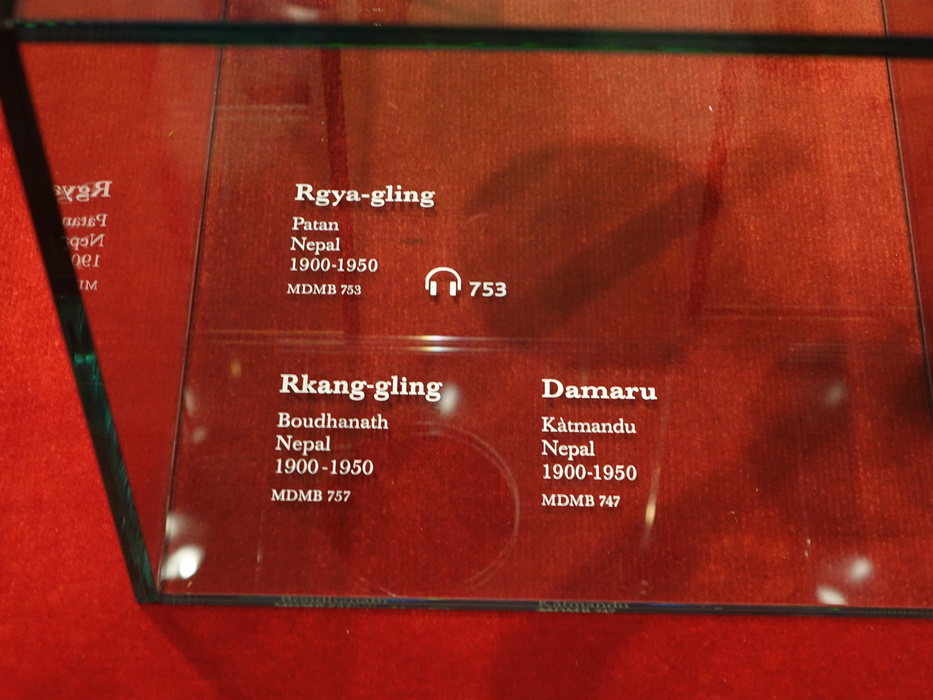 Rgya-gling
Patan
Nepal
1900-1950
MDMB 753
753
Rkang-gling
Boudhanath
Nepal
1900-1950
MDMB 757
Damaru
Kàtmandu
Nepal
1900-1950
MDMB 747